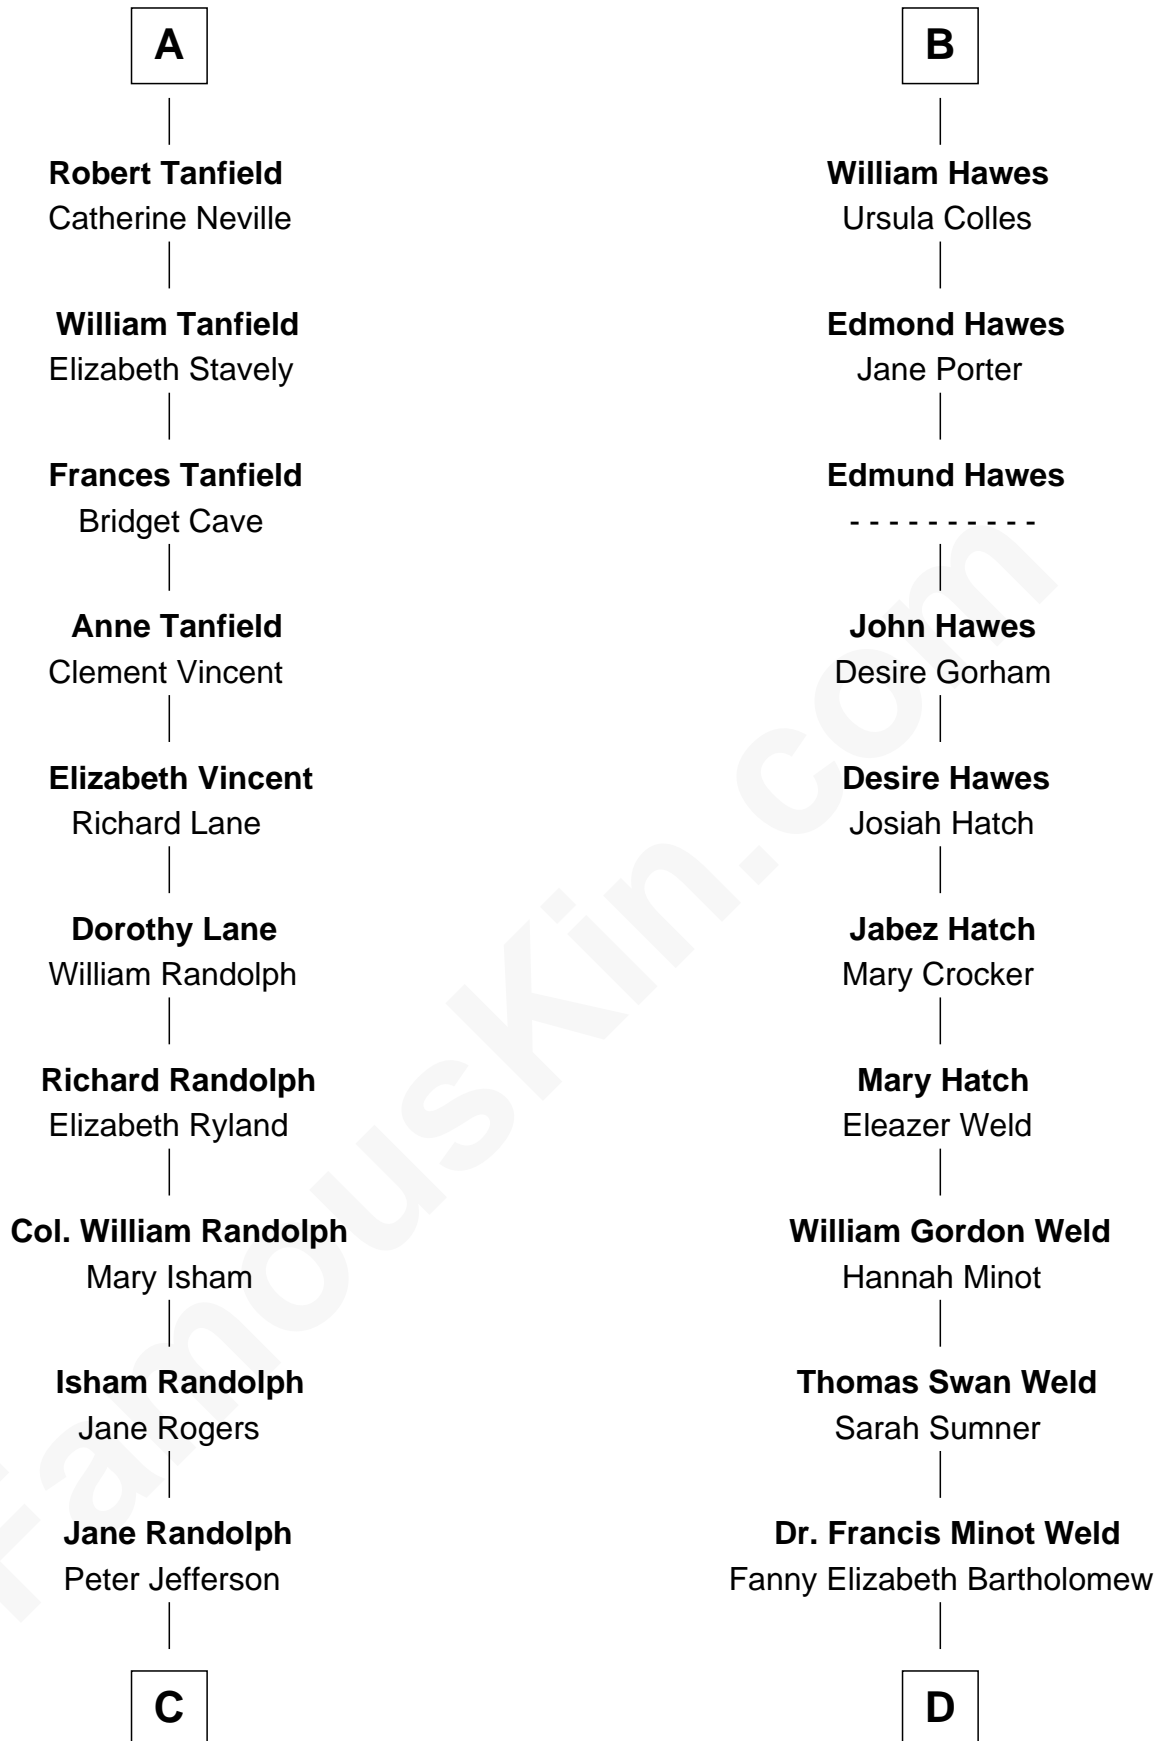 A
Robert Tanfield
Catherine Neville
William Tanfield
Elizabeth Stavely
Frances Tanfield
Bridget Cave
Anne Tanfield
Clement Vincent
Elizabeth Vincent
Richard Lane
Dorothy Lane
William Randolph
Richard Randolph
Elizabeth Ryland
Col. William Randolph
Mary Isham
Isham Randolph
Jane Rogers
Jane Randolph
Peter Jefferson
C
B
William Hawes
Ursula Colles
Edmond Hawes
Jane Porter
Edmund Hawes
- - - - - - - - - -
John Hawes
Desire Gorham
Desire Hawes
Josiah Hatch
Jabez Hatch
Mary Crocker
Mary Hatch
Eleazer Weld
William Gordon Weld
Hannah Minot
Thomas Swan Weld
Sarah Sumner
Dr. Francis Minot Weld
Fanny Elizabeth Bartholomew
D
FamousKin.com